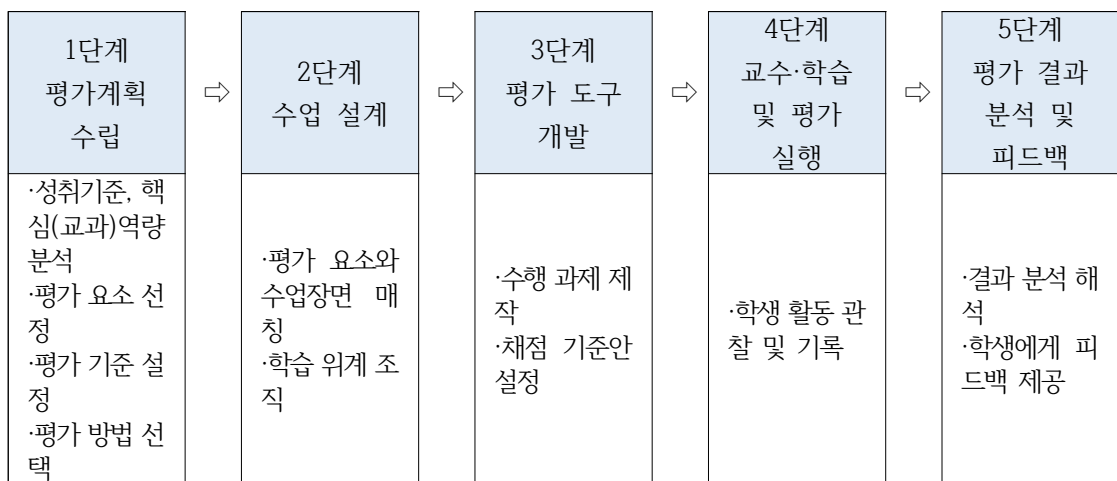 1단계
평가계획
수립
⇨
2단계
수업 설계
⇨
3단계
평가 도구
개발
⇨
4단계
교수·학습
및 평가
실행
⇨
5단계
평가 결과
분석 및
피드백
·성취기준, 핵
심(교과)역량
분석
·평가 요소 선
정
·평가 기준 설
정
·평가 방법 선
택
·평가 요소와
수업장면 매
칭
·학습 위계 조
직
·수행 과제 제
작
·채점 기준안
설정
·학생 활동 관
찰 및 기록
·결과 분석 해
석
·학생에게 피
드백 제공